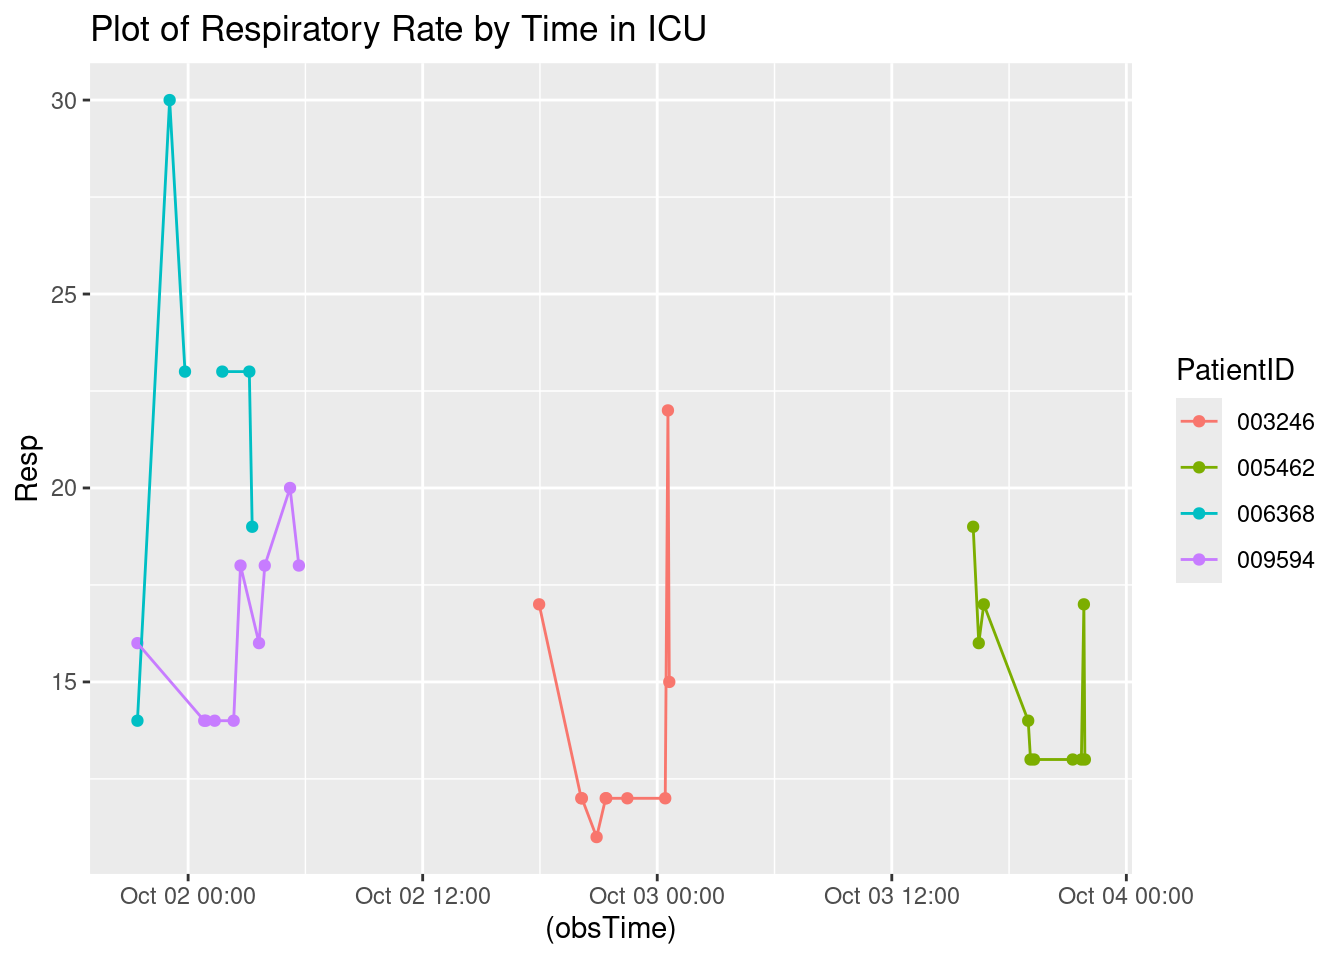 Plot of Respiratory Rate by Time in ICU
30
25
20
15
Resp
Oct 02 00:00
Oct 02 12:00
Oct 03 00:00
Oct 03 12:00
Oct 04 00:00
(obsTime)
PatientID
003246
005462
006368
009594